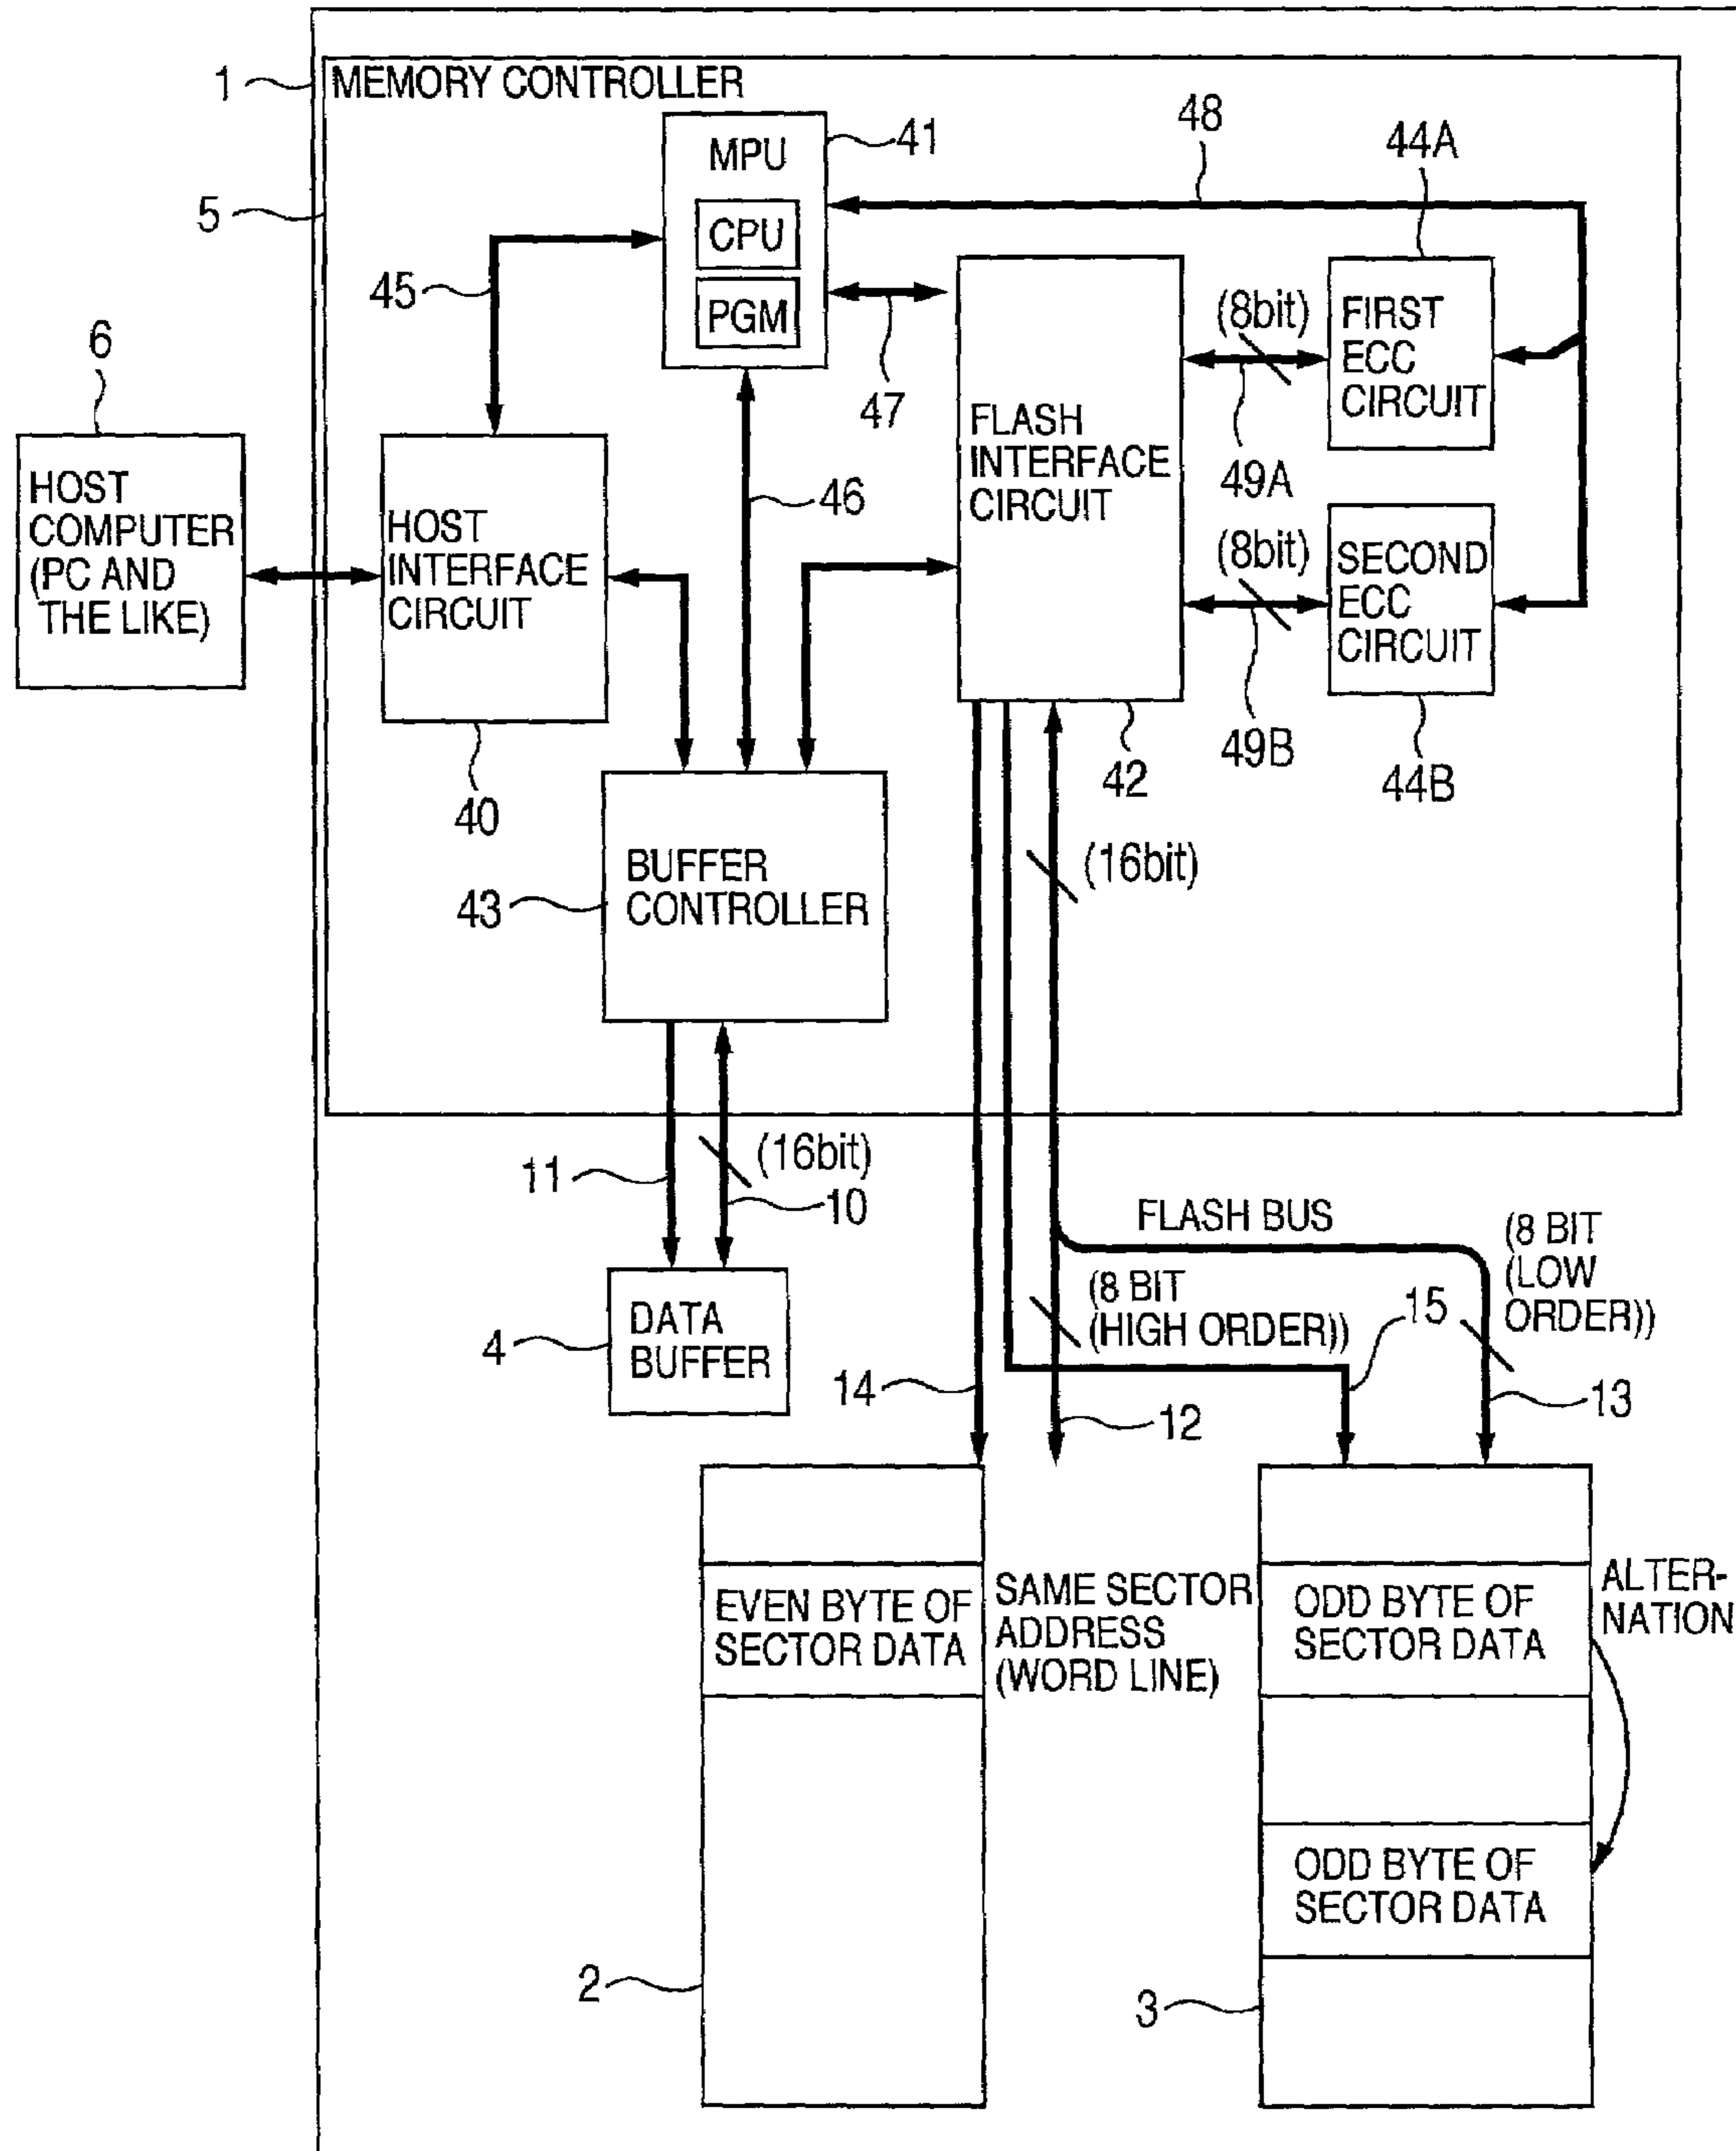 1
MEMORY CONTROLLER
5
MPU
CPU
PGM
41
48
44A
45
47
46
6
HOST
COMPUTER
(PC AND
THE LIKE)
HOST
INTERFACE
CIRCUIT
40
FLASH
INTERFACE
CIRCUIT
42
(8bit)
49A
FIRST
ECC
CIRCUIT
(8bit)
49B
SECOND
ECC
CIRCUIT
44B
BUFFER
CONTROLLER
43
(16bit)
11
(16bit)
10
DATA
BUFFER
4
FLASH BUS
(8 BIT
(HIGH ORDER))
(8 BIT
(LOW
ORDER))
15
14
12
13
EVEN BYTE OF
SECTOR DATA
SAME SECTOR
ADDRESS
(WORD LINE)
ODD BYTE OF
SECTOR DATA
ALTER-
NATION
ODD BYTE OF
SECTOR DATA
2
3